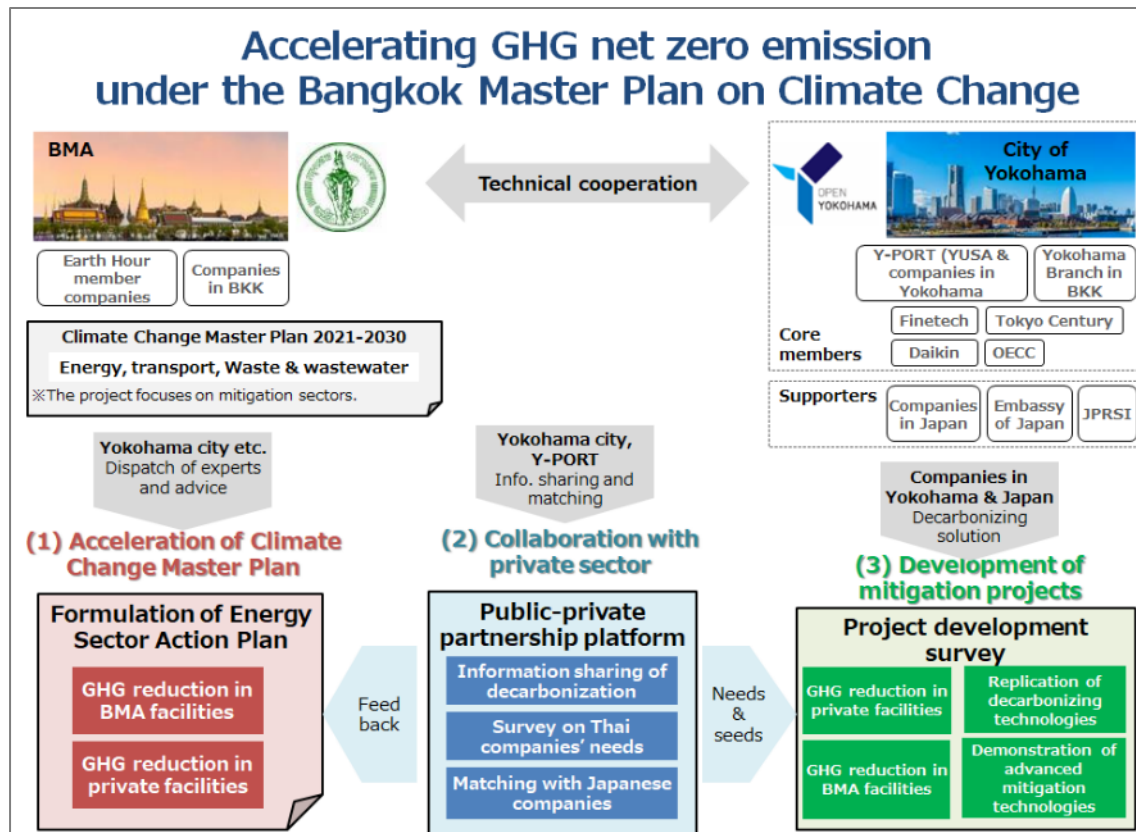 Accelerating GHG net zero emission
under the Bangkok Master Plan on Climate Change
BMA
Technical cooperation
OPEN
YOKOHAMA
City of
Yokohama
Earth Hour
member
companies
Companies
in BKK
Y-PORT (YUSA &
companies in
Yokohama
Yokohama
Branch in
BKK
Core
members
Finetech
Tokyo Century
Daikin
OECC
Climate Change Master Plan 2021-2030
Energy, transport, Waste & wastewater
※The project focuses on mitigation sectors.
Supporters
Companies
in Japan
Embassy
of Japan
JPRSI
Yokohama city etc.
Dispatch of experts
and advice
Yokohama city,
Y-PORT
Info. sharing and
matching
Companies in
Yokohama & Japan
Decarbonizing
solution
(1) Acceleration of Climate
Change Master Plan
(2) Collaboration with
private sector
(3) Development of
mitigation projects
Formulation of Energy
Sector Action Plan
GHG reduction in
BMA facilities
GHG reduction in
private facilities
Feed
back
Public-private
partnership platform
Information sharing of
decarbonization
Survey on Thai
companies’ needs
Matching with Japanese
companies
Needs
&
seeds
Project development
survey
GHG reduction in
private facilities
Replication of
decarbonizing
technologies
GHG reduction in
BMA facilities
Demonstration of
advanced
mitigation
technologies